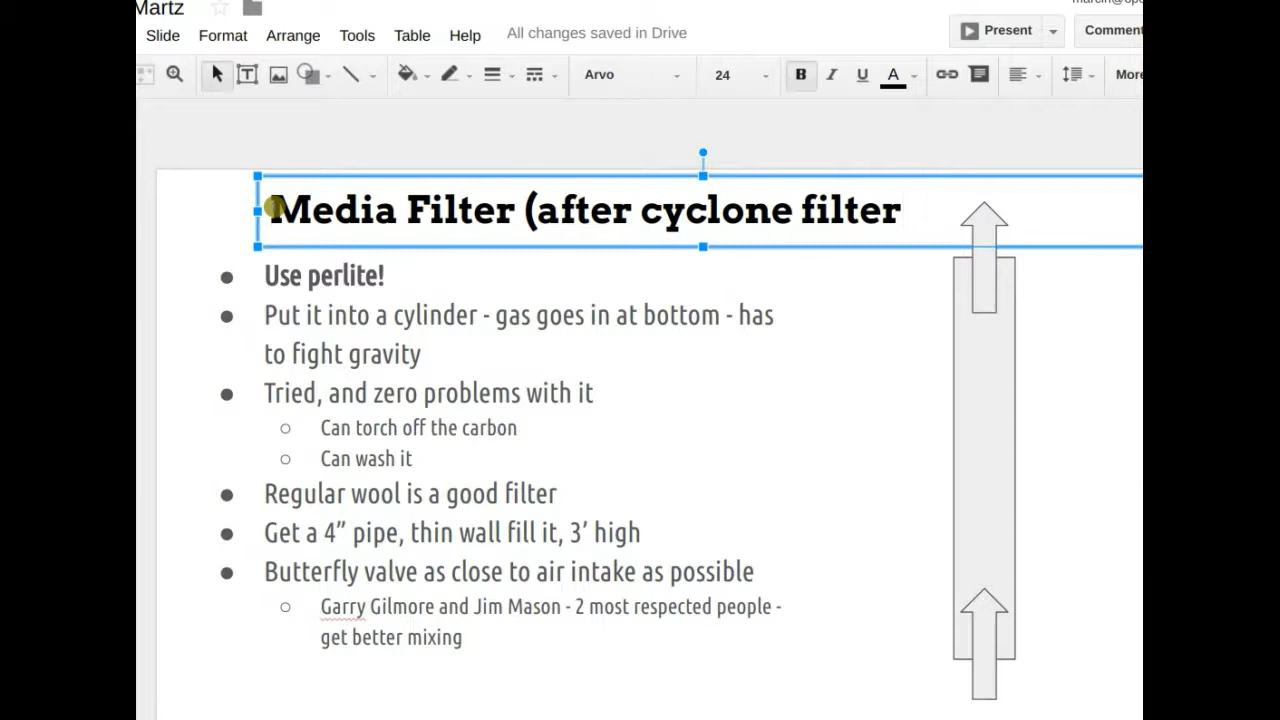 Martz
Slide Format Arrange Tools Table Help All changes saved in Drive Present Comment
Arvo 24 B I U A More
Media Filter (after cyclone filter
● Use perlite!
● Put it into a cylinder - gas goes in at bottom - has
to fight gravity
● Tried, and zero problems with it
○ Can torch off the carbon
○ Can wash it
● Regular wool is a good filter
● Get a 4” pipe, thin wall fill it, 3’ high
● Butterfly valve as close to air intake as possible
○ Garry Gilmore and Jim Mason - 2 most respected people -
get better mixing